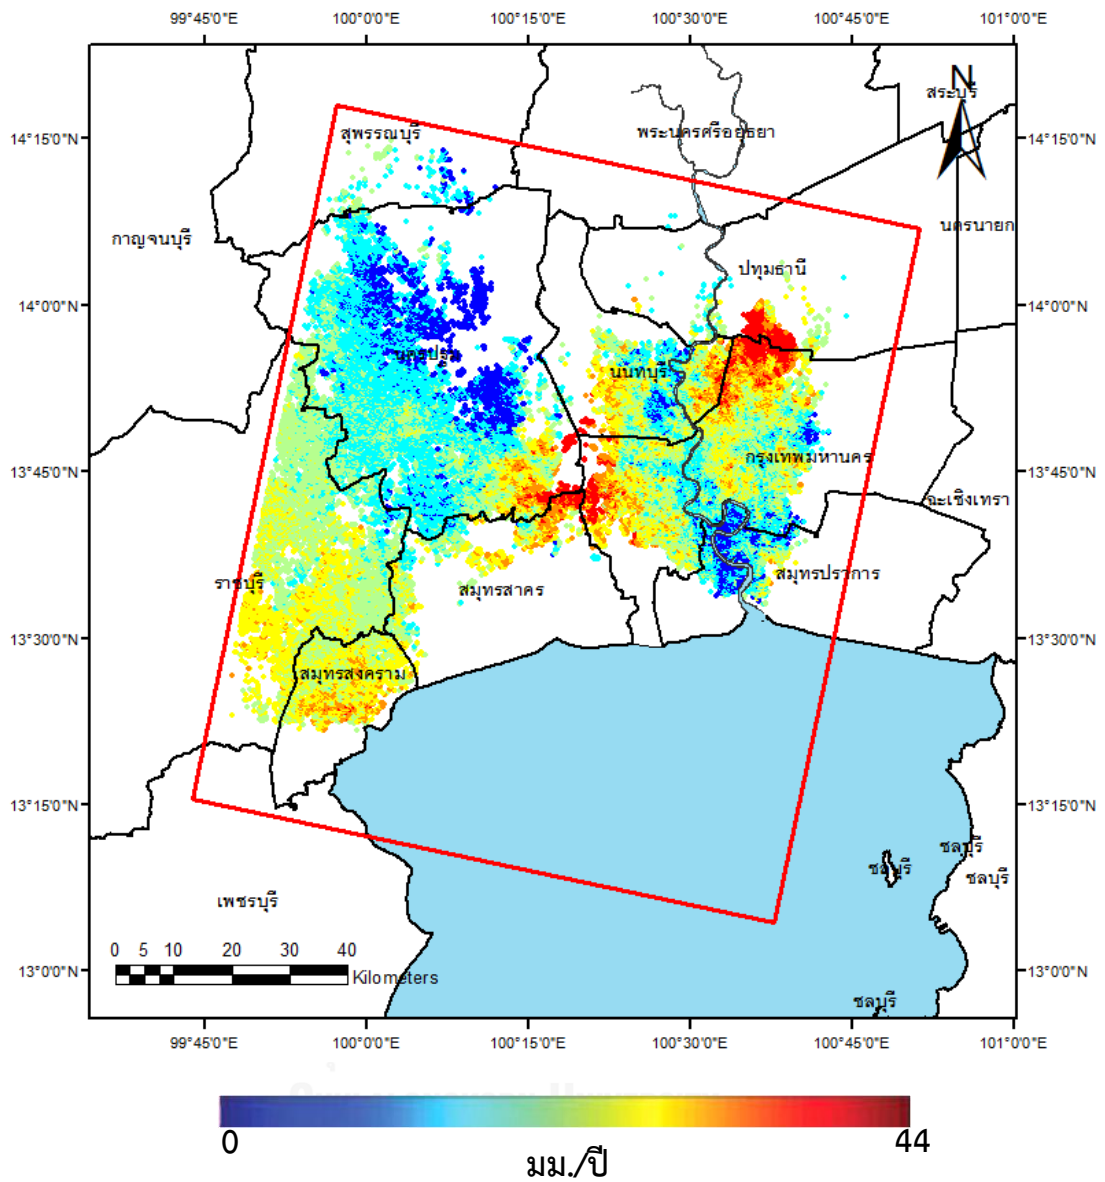 99°45'0"E 100°0'0"E 100°15'0"E 100°30'0"E 100°45'0"E 101°0'0"E
N
สระบุรี
14°15'0"N สุพรรณบุรี พระนครศรีอยุธยา 14°15'0"N
กาญจนบุรี นครนายก
ปทุมธานี
14°0'0"N 14°0'0"N
นครปฐม นนทบุรี
13°45'0"N กรุงเทพมหานคร 13°45'0"N
ฉะเชิงเทรา
ราชบุรี สมุทรสาคร สมุทรปราการ
13°30'0"N 13°30'0"N
สมุทรสงคราม
13°15'0"N 13°15'0"N
ชลบุรี
ชลบุรี ชลบุรี
เพชรบุรี
0 5 10 20 30 40
Kilometers
13°0'0"N 13°0'0"N
ชลบุรี
99°45'0"E 100°0'0"E 100°15'0"E 100°30'0"E 100°45'0"E 101°0'0"E
0 44
มม./ปี